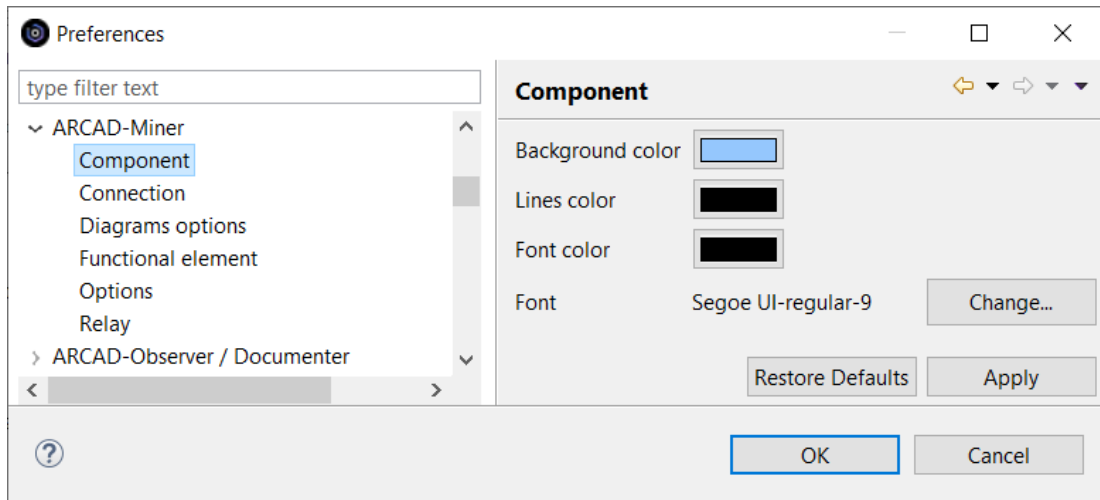 Preferences
type filter text
ARCAD-Miner
Component
Connection
Diagrams options
Functional element
Options
Relay
ARCAD-Observer / Documenter
Component
Background color
Lines color
Font color
Font Segoe UI-regular-9 Change...
Restore Defaults Apply
OK Cancel